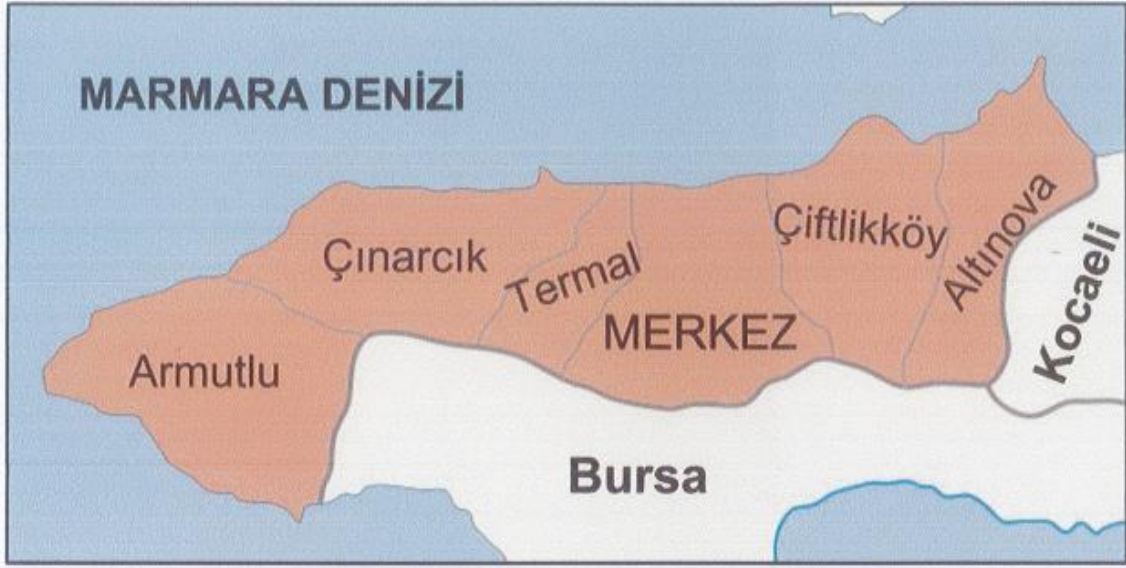 MARMARA DENİZİ
Çınarcık
Termal
Çiftlikköy
Altınova
Kocaeli
Armutlu
MERKEZ
Bursa